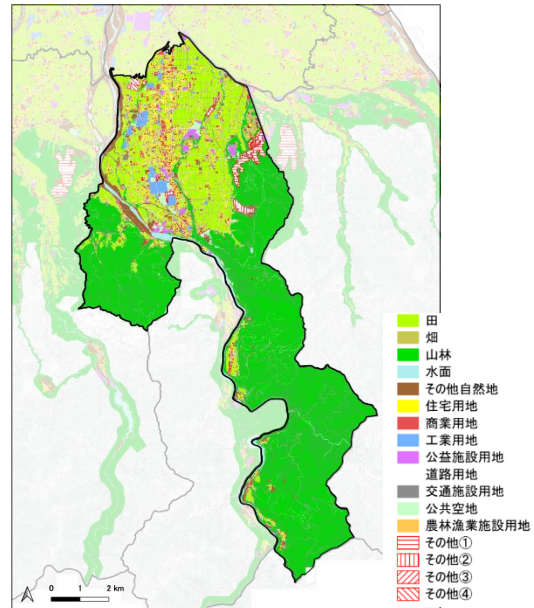 田
畑
山林
水面
その他自然地
住宅用地
商業用地
工業用地
公益施設用地
道路用地
交通施設用地
公共空地
農林漁業施設用地
その他①
その他②
その他③
その他④
0 1 2 km